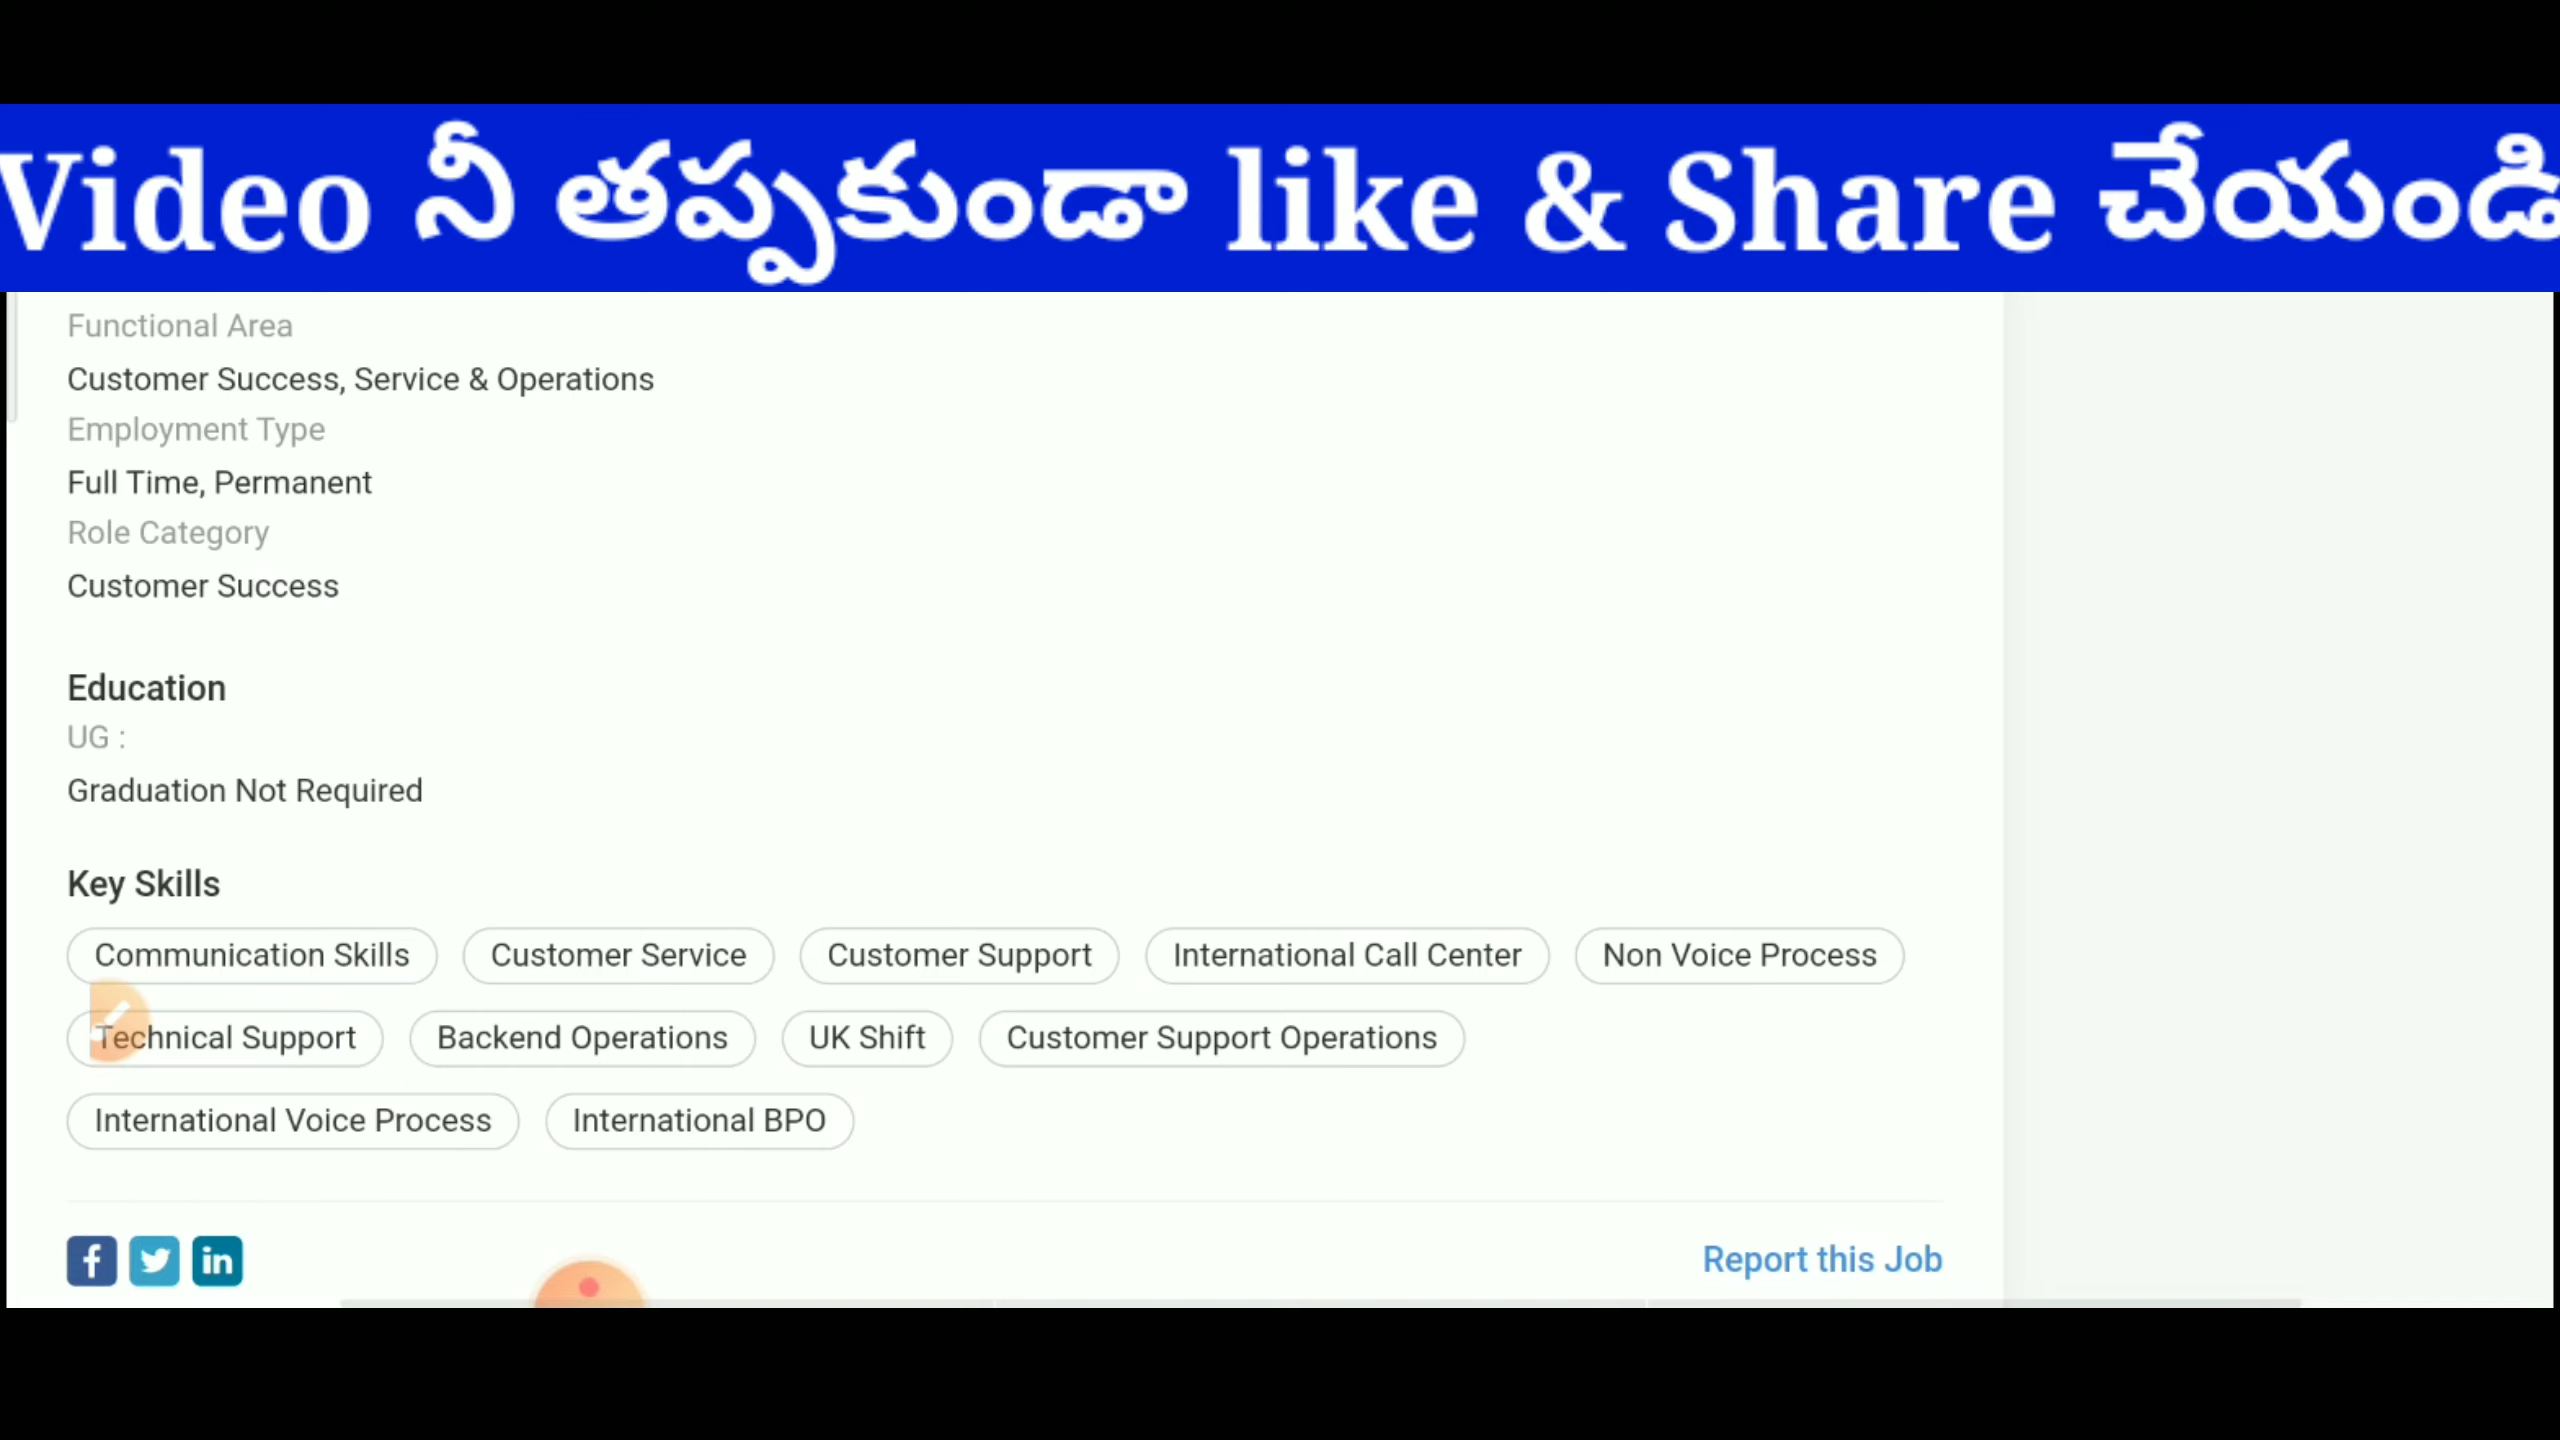 Video నీ తప్పకుండా like & Share చేయండి
Functional Area
Customer Success, Service & Operations
Employment Type
Full Time, Permanent
Role Category
Customer Success
Education
UG :
Graduation Not Required
Key Skills
Communication Skills Customer Service Customer Support International Call Center Non Voice Process
Technical Support Backend Operations UK Shift Customer Support Operations
International Voice Process International BPO
Report this Job